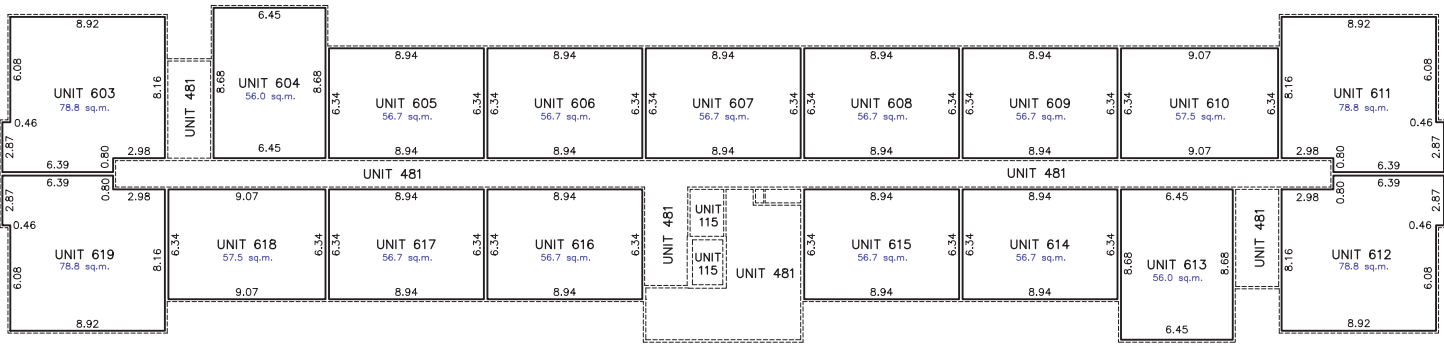 8.92
6.08
UNIT 603
78.8 sq.m.
8.16
0.46
2.87
6.39
0.80
2.98
UNIT 481
6.45
8.68
UNIT 604
56.0 sq.m.
8.68
6.45
8.94
6.34
UNIT 605
56.7 sq.m.
6.34
8.94
8.94
UNIT 606
56.7 sq.m.
6.34
8.94
8.94
6.34
UNIT 607
56.7 sq.m.
6.34
8.94
8.94
UNIT 608
56.7 sq.m.
6.34
8.94
8.94
6.34
UNIT 609
56.7 sq.m.
6.34
8.94
9.07
6.34
UNIT 610
57.5 sq.m.
6.34
9.07
8.92
8.16
UNIT 611
78.8 sq.m.
6.08
0.46
2.87
2.98
0.80
6.39
UNIT 481
UNIT 481
6.39
2.87
0.80
2.98
0.46
UNIT 619
78.8 sq.m.
8.16
6.08
8.92
9.07
6.34
UNIT 618
57.5 sq.m.
6.34
9.07
8.94
6.34
UNIT 617
56.7 sq.m.
6.34
8.94
8.94
UNIT 616
56.7 sq.m.
6.34
8.94
UNIT 481
UNIT
115
UNIT
115
UNIT 481
8.94
6.34
UNIT 615
56.7 sq.m.
6.34
8.94
8.94
UNIT 614
56.7 sq.m.
6.34
8.94
6.45
8.68
UNIT 613
56.0 sq.m.
8.68
6.45
UNIT 481
2.98
0.80
6.39
2.87
0.46
8.16
UNIT 612
78.8 sq.m.
6.08
8.92